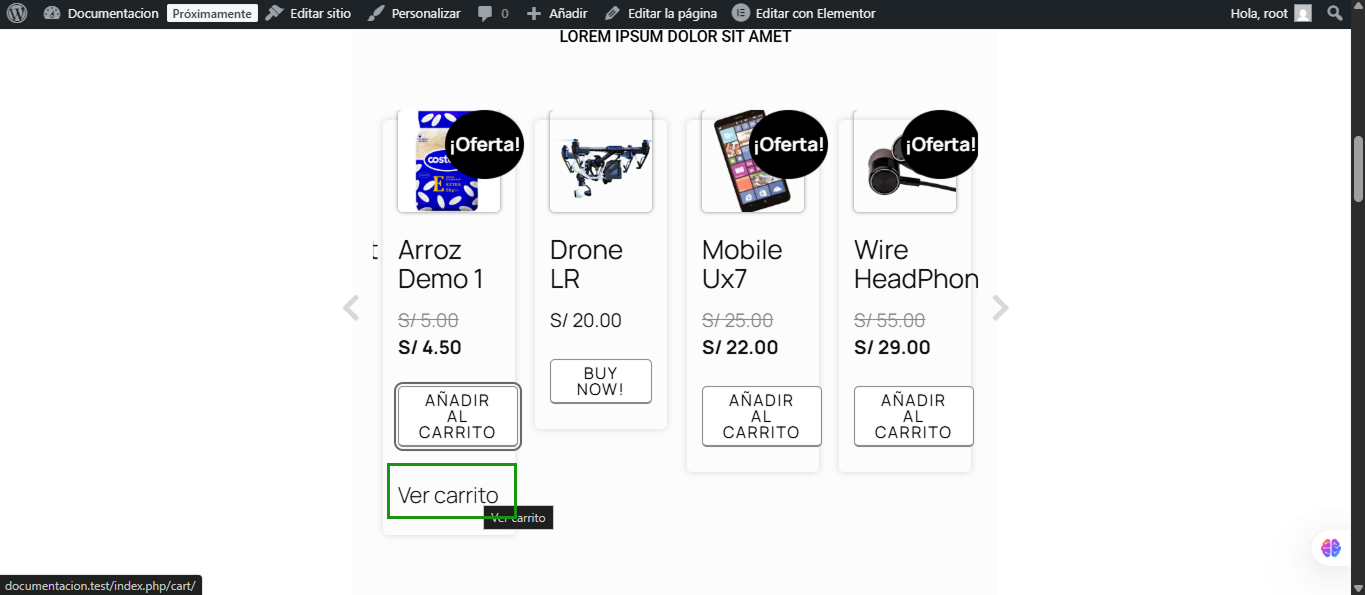 Documentacion Próximamente Editar sitio Personalizar 0 Añadir Editar la página Editar con Elementor Hola, root
LOREM IPSUM DOLOR SIT AMET
¡Oferta!
¡Oferta!
¡Oferta!
t
Arroz
Demo 1
S/ 5.00
S/ 4.50
AÑADIR
AL
CARRITO
Ver carrito
Ver carrito
Drone
LR
S/ 20.00
BUY
NOW!
Mobile
Ux7
S/ 25.00
S/ 22.00
AÑADIR
AL
CARRITO
Wire
HeadPhon
S/ 55.00
S/ 29.00
AÑADIR
AL
CARRITO
documentacion.test/index.php/cart/